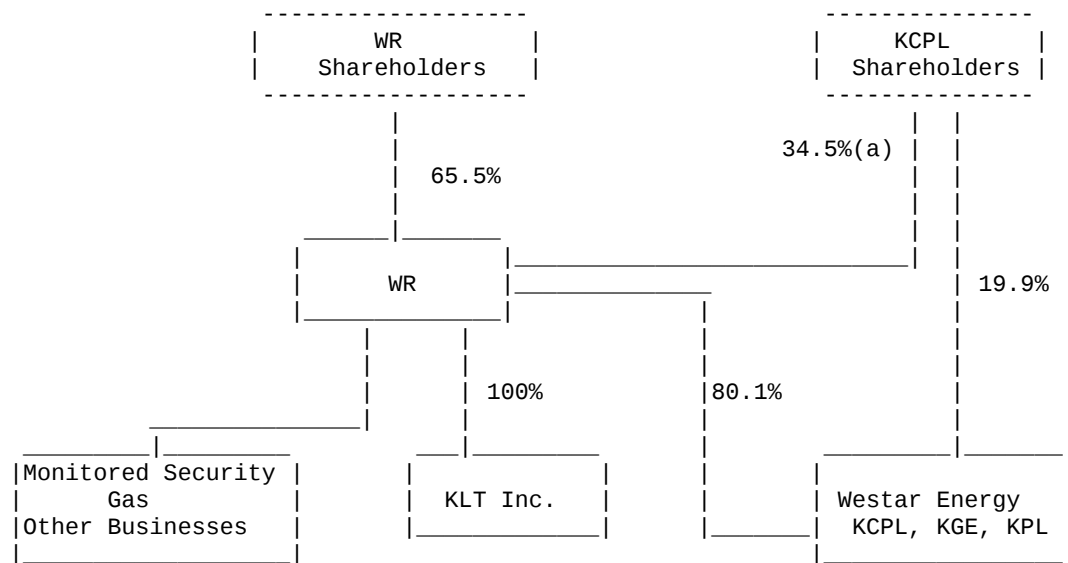 WR
Shareholders
KCPL
Shareholders
34.5%(a)
65.5%
WR
19.9%
100%
80.1%
Monitored Security
Gas
Other Businesses
KLT Inc.
Westar Energy
KCPL, KGE, KPL